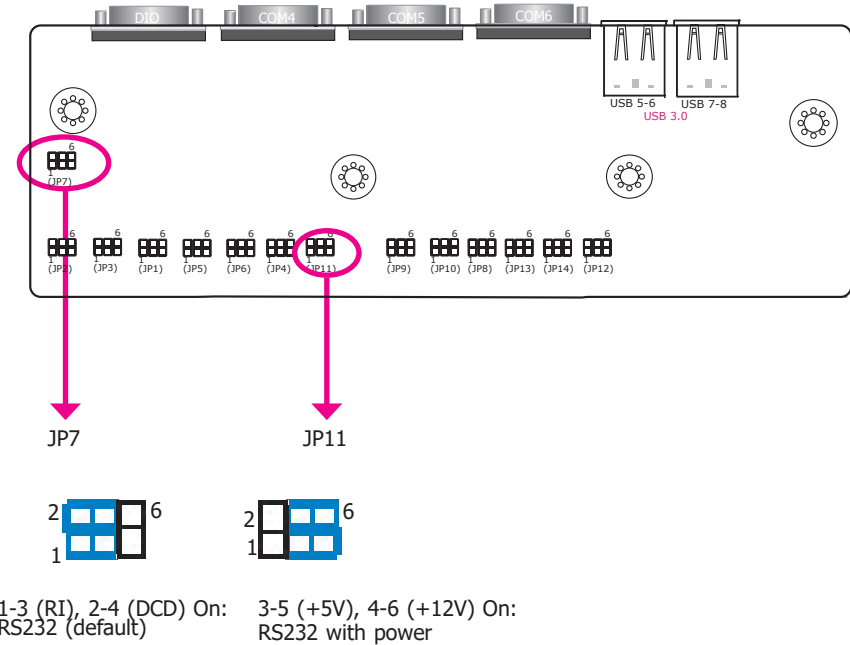 DIO COM4 COM5 COM6
USB 5-6 USB 7-8
USB 3.0
6
1
(JP7)
6 6 6 6 6 6 6 6 6 6 6 6 6
1 1 1 1 1 1 1 1 1 1 1 1 1
(JP2) (JP3) (JP1) (JP5) (JP6) (JP4) (JP11) (JP9) (JP10) (JP8) (JP13) (JP14) (JP12)
JP7 JP11
2 6 2 6
1 1
1-3 (RI), 2-4 (DCD) On:
RS232 (default)
3-5 (+5V), 4-6 (+12V) On:
RS232 with power